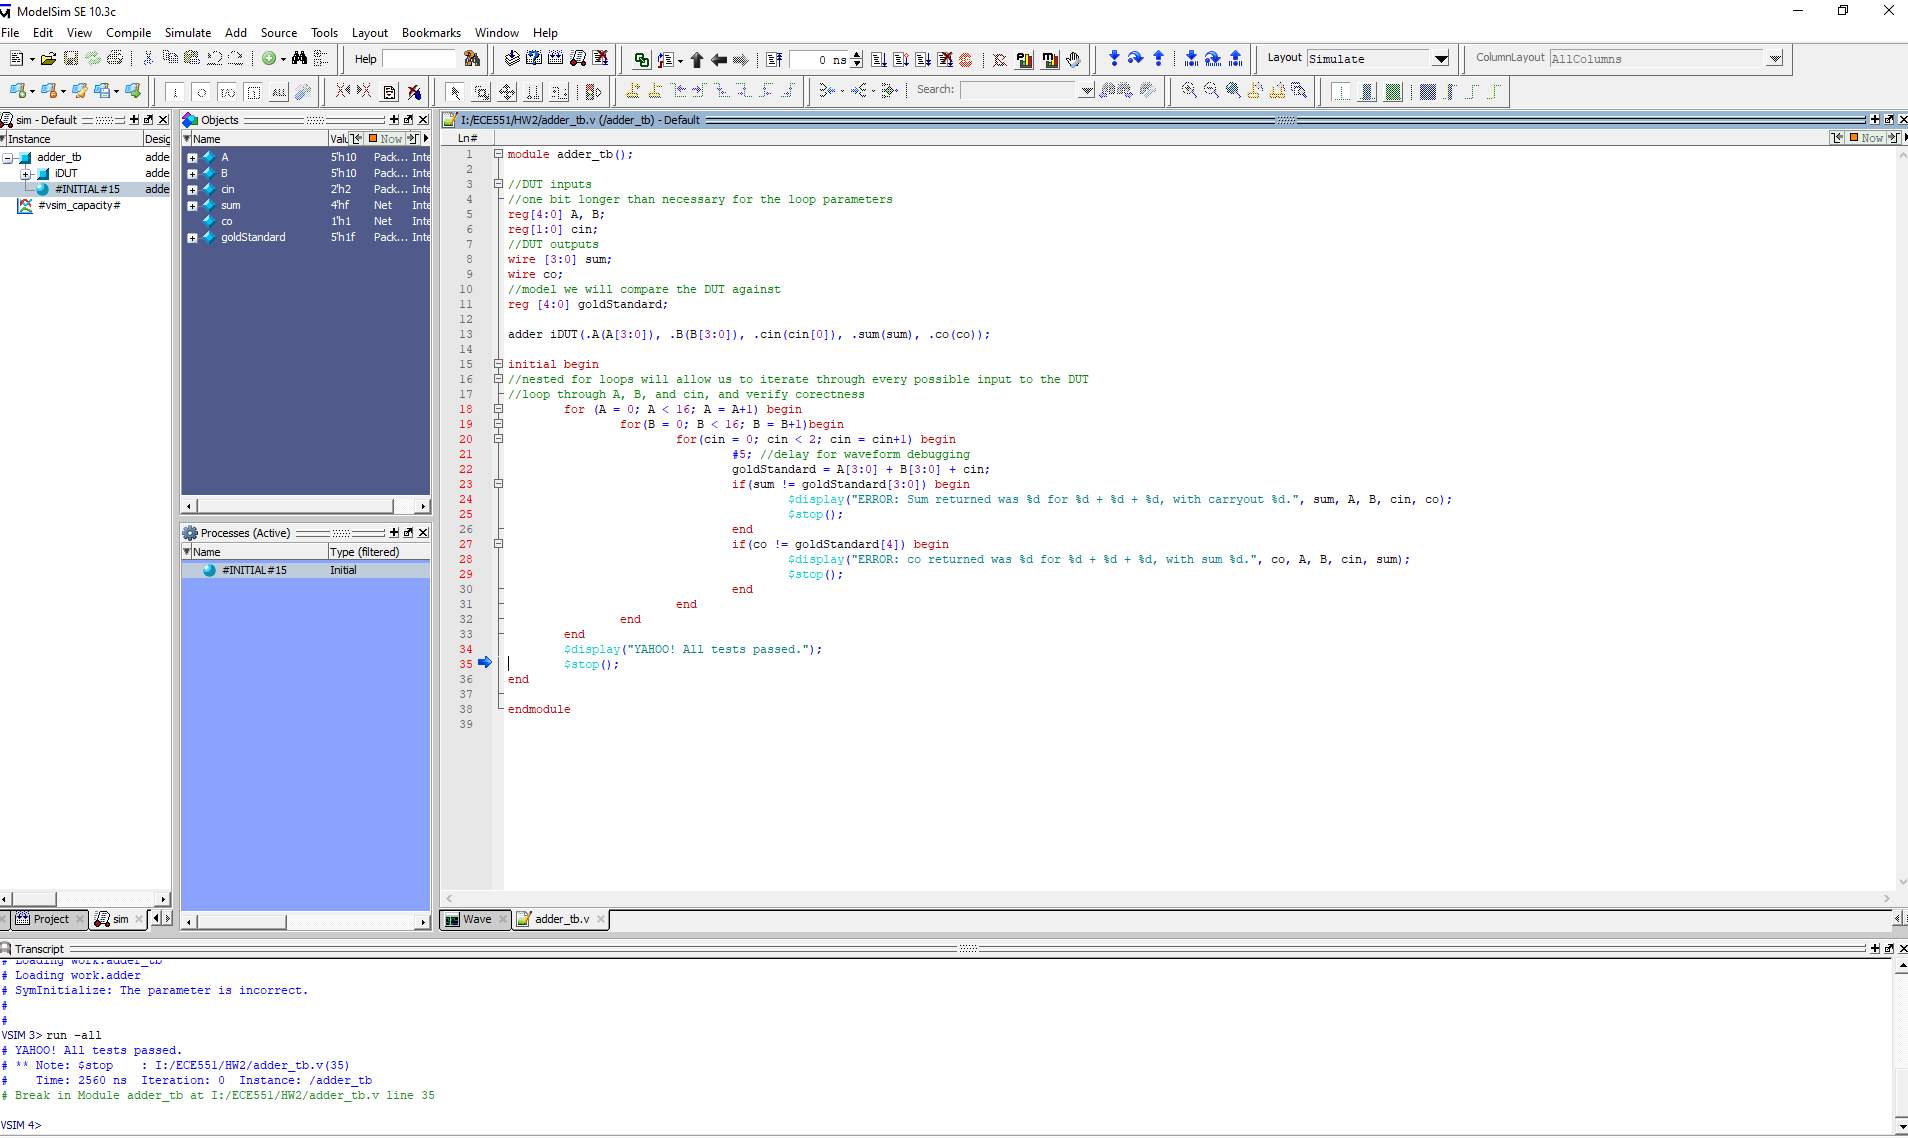 ModelSim SE 10.3c
File Edit View Compile Simulate Add Source Tools Layout Bookmarks Window Help
Help
0 ns
Layout Simulate
ColumnLayout AllColumns
Search:
sim - Default
Instance Desig
adder_tb adde
iDUT adde
#INITIAL#15 adde
#vsim_capacity#
Objects
Name Valu Now
A 5'h10 Pack... Inte
B 5'h10 Pack... Inte
cin 2'h2 Pack... Inte
sum 4'hf Net Inte
co 1'h1 Net Inte
goldStandard 5'h1f Pack... Inte
Processes (Active)
Name Type (filtered)
#INITIAL#15 Initial
Project sim
I:/ECE551/HW2/adder_tb.v (/adder_tb) - Default
Ln# Now
1 module adder_tb();
2
3 //DUT inputs
4 //one bit longer than necessary for the loop parameters
5 reg[4:0] A, B;
6 reg[1:0] cin;
7 //DUT outputs
8 wire [3:0] sum;
9 wire co;
10 //model we will compare the DUT against
11 reg [4:0] goldStandard;
12
13 adder iDUT(.A(A[3:0]), .B(B[3:0]), .cin(cin[0]), .sum(sum), .co(co));
14
15 initial begin
16 //nested for loops will allow us to iterate through every possible input to the DUT
17 //loop through A, B, and cin, and verify corectness
18 for (A = 0; A < 16; A = A+1) begin
19 for(B = 0; B < 16; B = B+1)begin
20 for(cin = 0; cin < 2; cin = cin+1) begin
21 #5; //delay for waveform debugging
22 goldStandard = A[3:0] + B[3:0] + cin;
23 if(sum != goldStandard[3:0]) begin
24 $display("ERROR: Sum returned was %d for %d + %d + %d, with carryout %d.", sum, A, B, cin, co);
25 $stop();
26 end
27 if(co != goldStandard[4]) begin
28 $display("ERROR: co returned was %d for %d + %d + %d, with sum %d.", co, A, B, cin, sum);
29 $stop();
30 end
31 end
32 end
33 end
34 $display("YAHOO! All tests passed.");
35 $stop();
36 end
37
38 endmodule
39
Wave adder_tb.v
Transcript
# Loading work.adder_tb
# Loading work.adder
# SymInitialize: The parameter is incorrect.
#
#
VSIM 3> run -all
# YAHOO! All tests passed.
# ** Note: $stop : I:/ECE551/HW2/adder_tb.v(35)
# Time: 2560 ns Iteration: 0 Instance: /adder_tb
# Break in Module adder_tb at I:/ECE551/HW2/adder_tb.v line 35
VSIM 4>